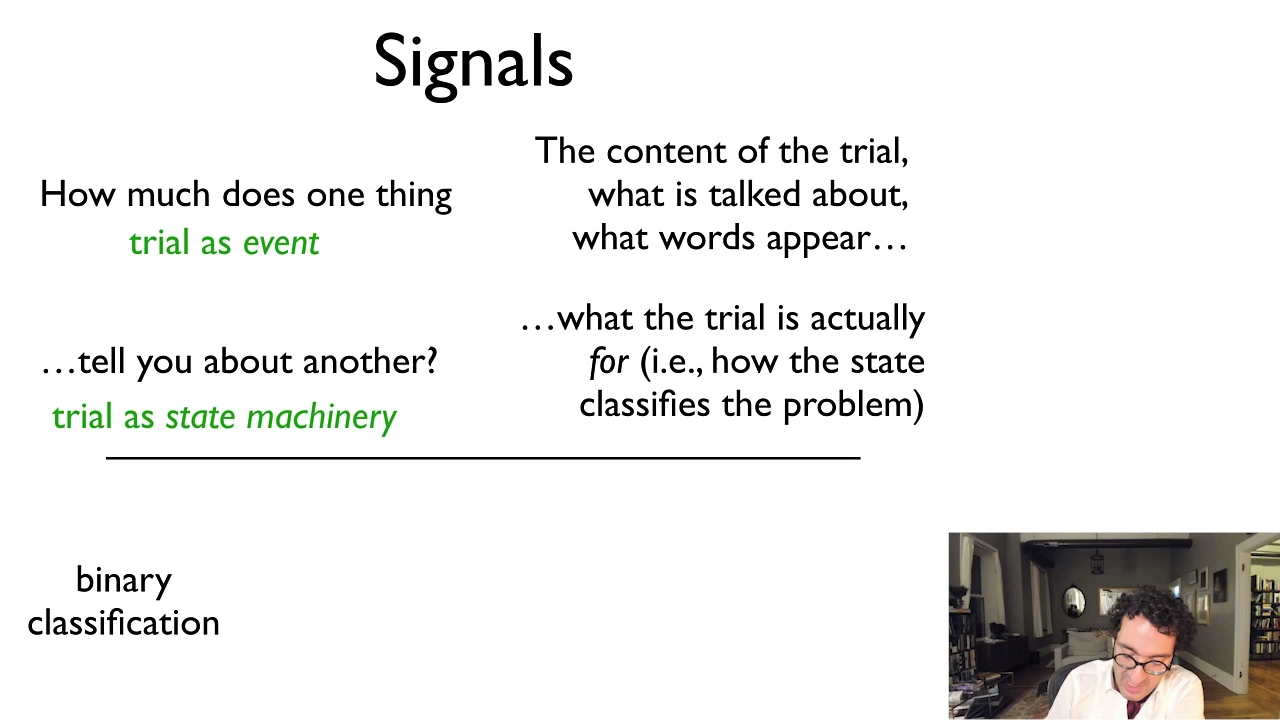 Signals
How much does one thing
trial as event
The content of the trial,
what is talked about,
what words appear…
…tell you about another?
trial as state machinery
…what the trial is actually
for (i.e., how the state
classifies the problem)
binary
classification